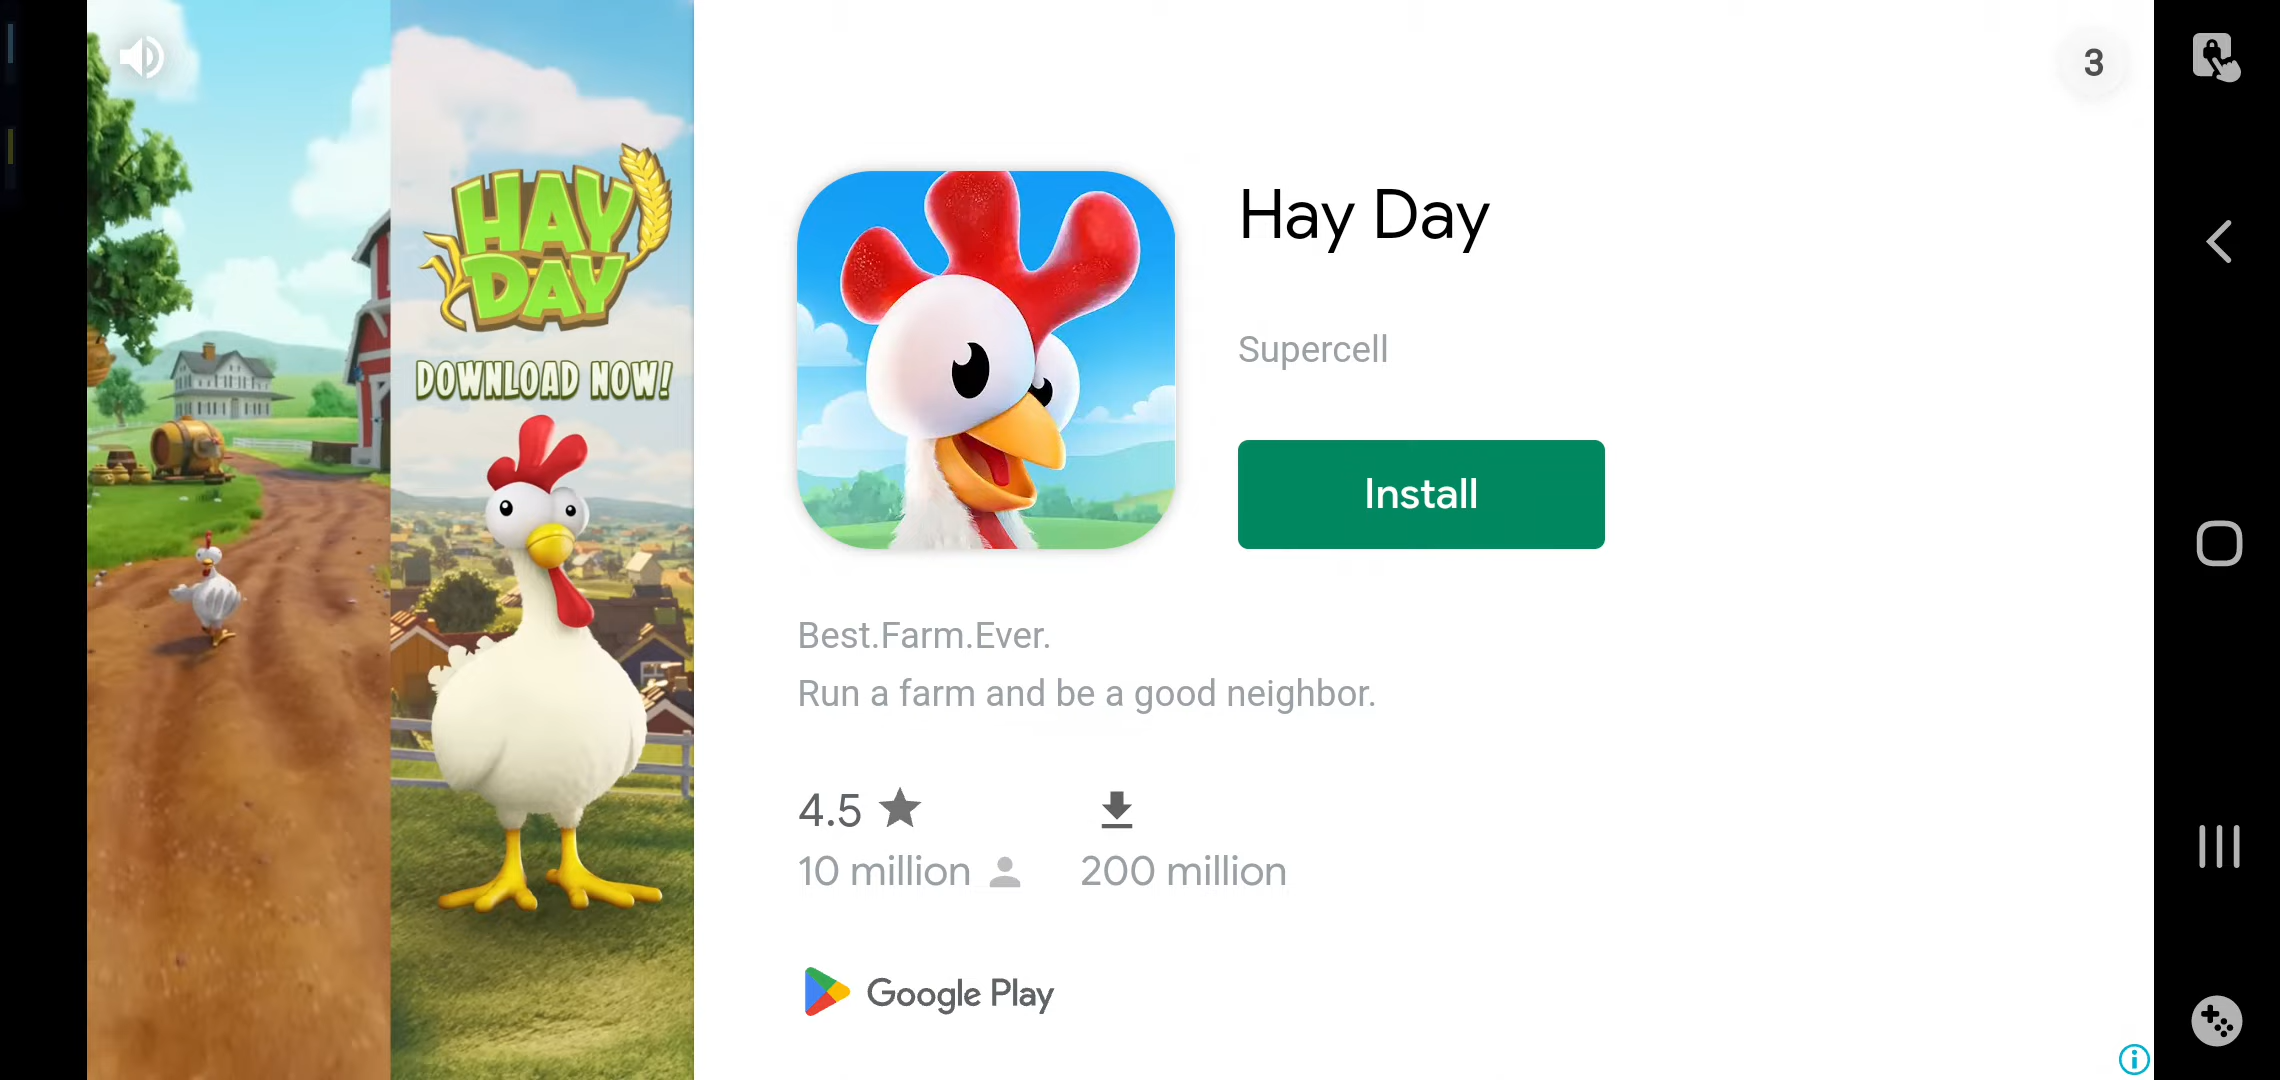 HAY
DAY
DOWNLOAD NOW!
3
Hay Day
Supercell
Install
Best.Farm.Ever.
Run a farm and be a good neighbor.
4.5
10 million
200 million
Google Play